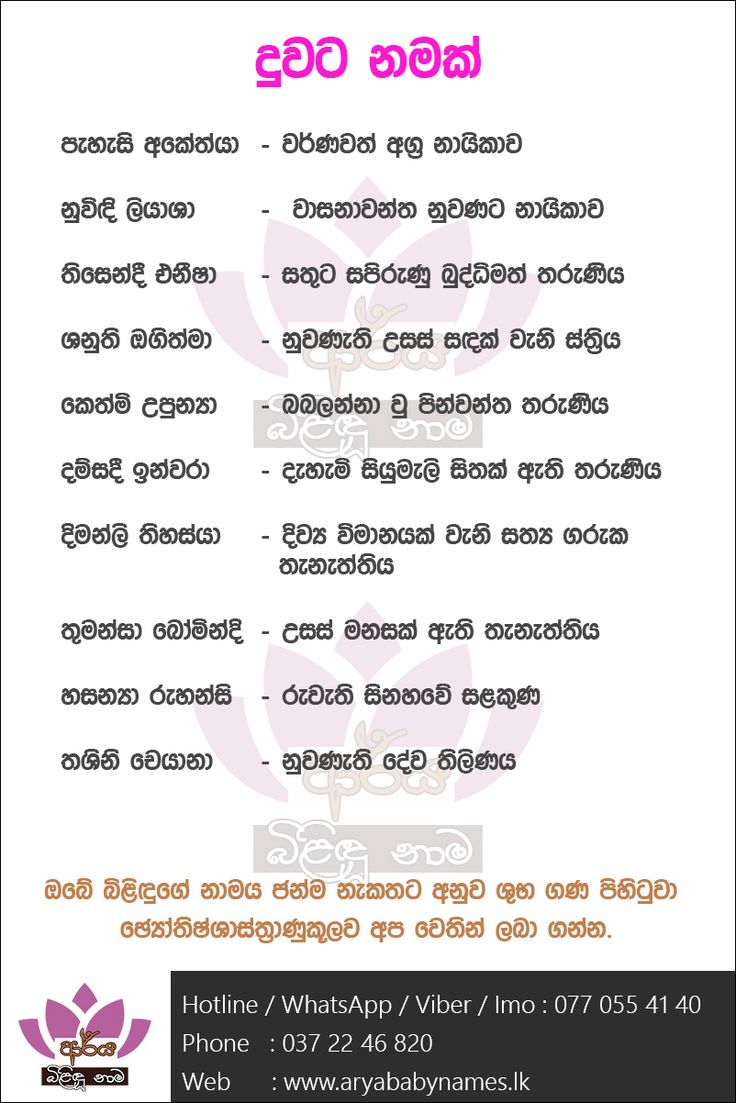 දුවට නමක්
පැහැසි අකේත්‍යා - වර්ණවත් අග්‍ර නායිකාව
නුවිඳි ලියාශා - වාසනාවන්ත නුවණට නායිකාව
තිසෙන්දී එනීෂා - සතුට සපිරුණු බුද්ධිමත් තරුණිය
ශනුති ඔගිත්මා - නුවණැති උසස් සඳක් වැනි ස්ත්‍රිය
කෙත්මි උපුන්‍යා - බබලන්නා වූ පින්වන්ත තරුණිය
දම්සදී ඉන්වරා - දැහැමි සියුමැලි සිතක් ඇති තරුණිය
දිමන්ලි තිහස්යා - දිව්‍ය විමානයක් වැනි සත්‍ය ගරුක
තැනැත්තිය
තුමන්සා බෝමින්දි - උසස් මනසක් ඇති තැනැත්තිය
හසන්‍යා රුහන්සි - රුවැති සිනහවේ සළකුණ
තශිනි චෙයානා - නුවණැති දේව තිලිණය
ආර්ය
බිළිඳු නාම
ආර්ය
බිළිඳු නාම
ඔබේ බිළිඳුගේ නාමය ජන්ම නැකතට අනුව ශුභ ගණ පිහිටුවා
ජ්‍යෝතිෂ්ශාස්ත්‍රාණුකූලව අප වෙතින් ලබා ගන්න.
ආර්ය
බිළිඳු නාම
Hotline / WhatsApp / Viber / Imo : 077 055 41 40
Phone : 037 22 46 820
Web : www.aryababynames.lk